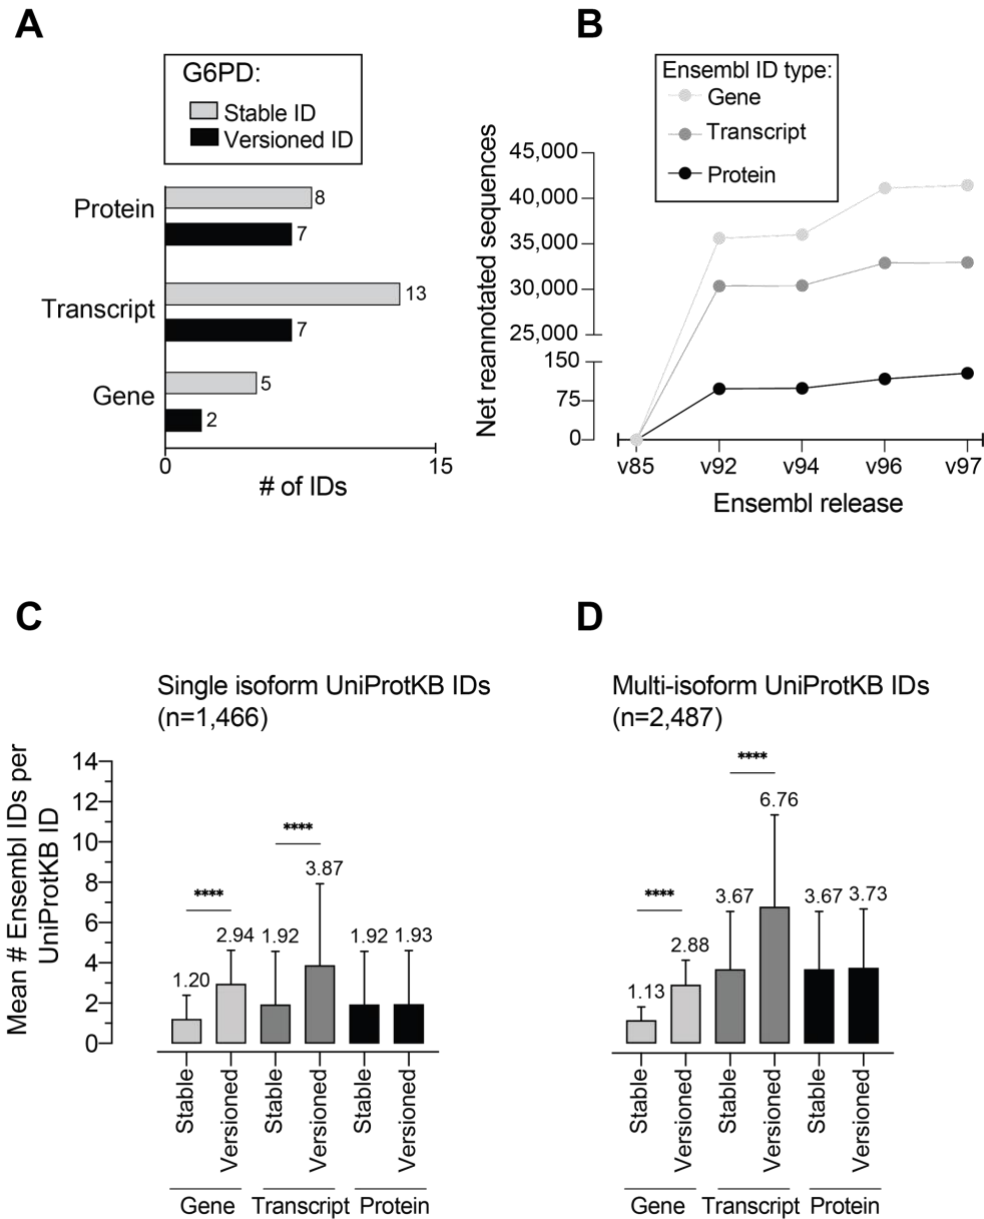 A
G6PD:
Stable ID
Versioned ID
Protein
8
7
Transcript
13
7
Gene
5
2
0
15
# of IDs
B
Ensembl ID type:
Gene
Transcript
Protein
Net reannotated sequences
45,000
40,000
35,000
30,000
25,000
150
75
0
v85
v92
v94
v96
v97
Ensembl release
C
Single isoform UniProtKB IDs
(n=1,466)
Mean # Ensembl IDs per
UniProtKB ID
14
12
10
8
6
4
2
0
****
****
1.20
2.94
1.92
3.87
1.92
1.93
Stable
Versioned
Stable
Versioned
Stable
Versioned
Gene
Transcript
Protein
D
Multi-isoform UniProtKB IDs
(n=2,487)
****
****
1.13
2.88
3.67
6.76
3.67
3.73
Stable
Versioned
Stable
Versioned
Stable
Versioned
Gene
Transcript
Protein